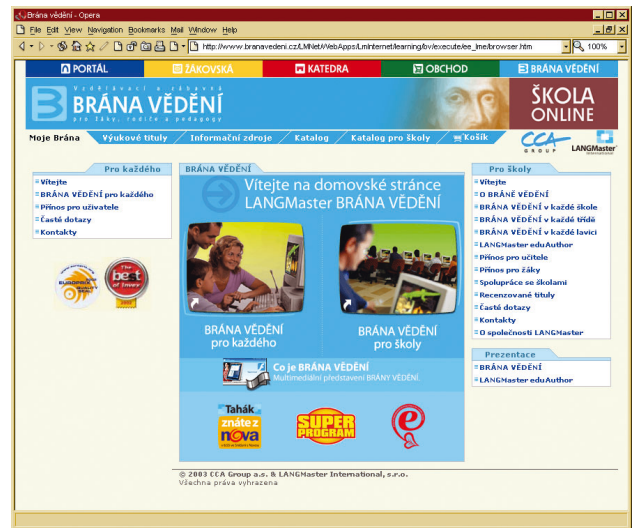 Brána vědění - Opera
File Edit View Navigation Bookmarks Mail Window Help
http://www.branavedeni.cz/LMNet/WebApps/LmInternet/learning/bv/execute/ee_lme/browser.htm 100%
PORTÁL ŽÁKOVSKÁ KATEDRA OBCHOD BRÁNA VĚDĚNÍ
Vzdělávací a zábavná
BRÁNA VĚDĚNÍ
pro žáky, rodiče a pedagogy
ŠKOLA
ONLINE
Moje Brána Výukové tituly Informační zdroje Katalog Katalog pro školy Košík
CCA
GROUP
LANGMaster
Pro každého
Vítejte
BRÁNA VĚDĚNÍ pro každého
Přínos pro uživatele
Časté dotazy
Kontakty
EUROPRIX
The
best
of Invex
2002
BRÁNA VĚDĚNÍ
Vítejte na domovské stránce
LANGMaster BRÁNA VĚDĚNÍ
BRÁNA VĚDĚNÍ
pro každého
BRÁNA VĚDĚNÍ
pro školy
Co je BRÁNA VĚDĚNÍ
Multimediální představení BRÁNY VĚDĚNÍ.
Tahák
znáte z
nova
SUPER
PROGRAM
Pro školy
Vítejte
O BRÁNĚ VĚDĚNÍ
BRÁNA VĚDĚNÍ v každé škole
BRÁNA VĚDĚNÍ v každé třídě
BRÁNA VĚDĚNÍ v každé lavici
LANGMaster eduAuthor
Přínos pro učitele
Přínos pro žáky
Spolupráce se školami
Recenzované tituly
Časté dotazy
Kontakty
O společnosti LANGMaster
Prezentace
BRÁNA VĚDĚNÍ
LANGMaster eduAuthor
© 2003 CCA Group a.s. & LANGMaster International, s.r.o.
Všechna práva vyhrazena